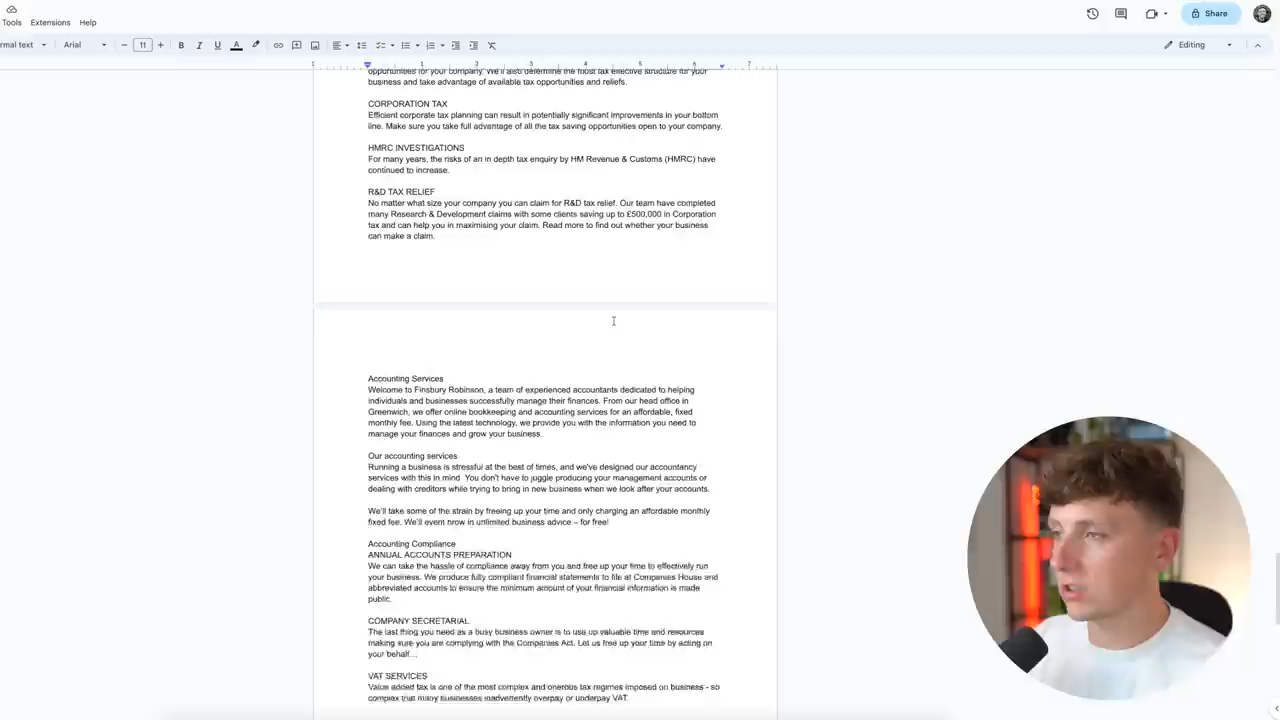 Tools Extensions Help
Share
rmal text Arial 11 B I U A Editing
1 1 2 3 4 5 6 7
opportunities for your company. We'll also determine the most tax effective structure for your
business and take advantage of available tax opportunities and reliefs.
CORPORATION TAX
Efficient corporate tax planning can result in potentially significant improvements in your bottom
line. Make sure you take full advantage of all the tax saving opportunities open to your company.
HMRC INVESTIGATIONS
For many years, the risks of an in depth tax enquiry by HM Revenue & Customs (HMRC) have
continued to increase.
R&D TAX RELIEF
No matter what size your company you can claim for R&D tax relief. Our team have completed
many Research & Development claims with some clients saving up to £500,000 in Corporation
tax and can help you in maximising your claim. Read more to find out whether your business
can make a claim.
Accounting Services
Welcome to Finsbury Robinson, a team of experienced accountants dedicated to helping
individuals and businesses successfully manage their finances. From our head office in
Greenwich, we offer online bookkeeping and accounting services for an affordable, fixed
monthly fee. Using the latest technology, we provide you with the information you need to
manage your finances and grow your business.
Our accounting services
Running a business is stressful at the best of times, and we've designed our accountancy
services with this in mind. You don't have to juggle producing your management accounts or
dealing with creditors while trying to bring in new business when we look after your accounts.
We'll take some of the strain by freeing up your time and only charging an affordable monthly
fixed fee. We'll event hrow in unlimited business advice – for free!
Accounting Compliance
ANNUAL ACCOUNTS PREPARATION
We can take the hassle of compliance away from you and free up your time to effectively run
your business. We produce fully compliant financial statements to file at Companies House and
abbreviated accounts to ensure the minimum amount of your financial information is made
public.
COMPANY SECRETARIAL
The last thing you need as a busy business owner is to use up valuable time and resources
making sure you are complying with the Companies Act. Let us free up your time by acting on
your behalf...
VAT SERVICES
Value added tax is one of the most complex and onerous tax regimes imposed on business - so
complex that many businesses inadvertently overpay or underpay VAT.